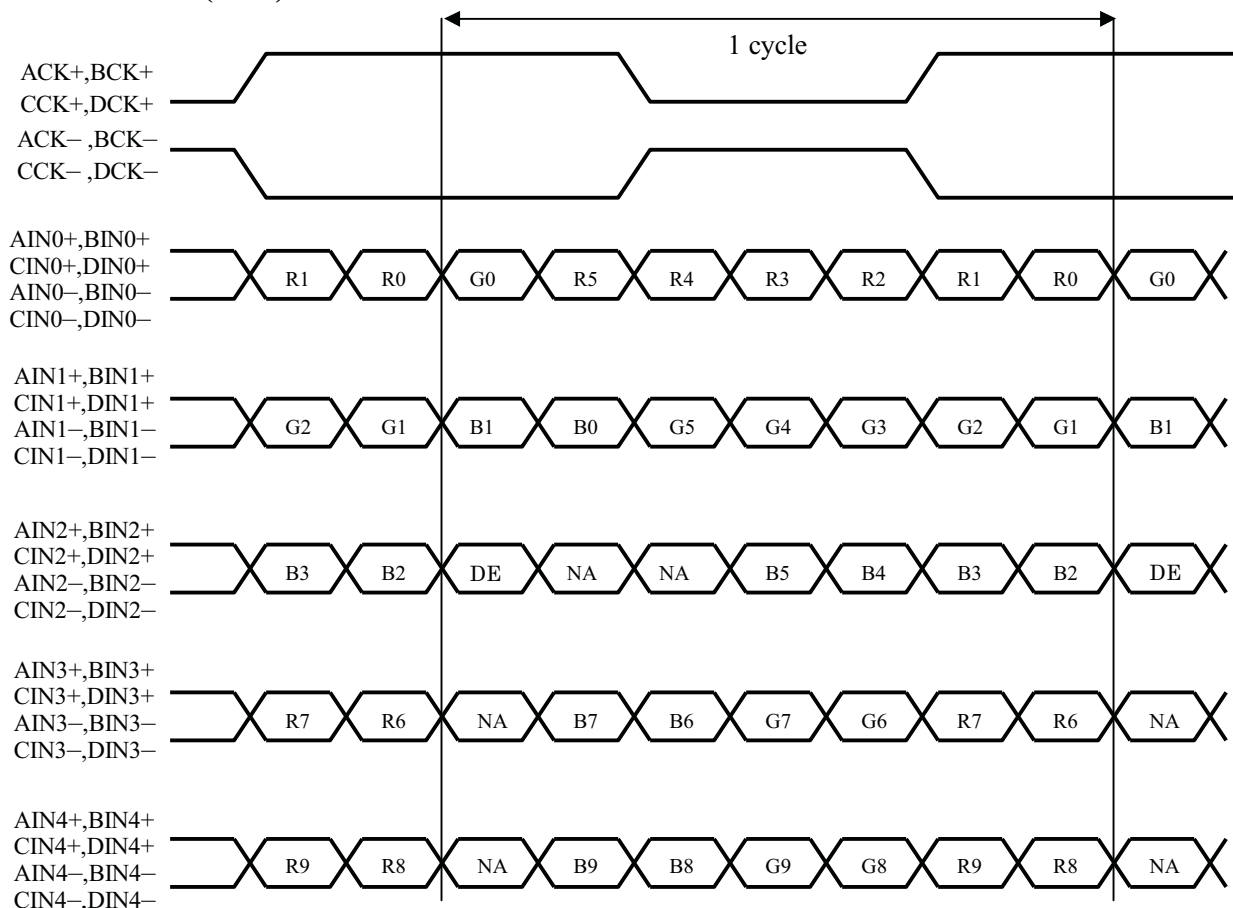 1 cycle
ACK+,BCK+
CCK+,DCK+
ACK− ,BCK−
CCK− ,DCK−
AIN0+,BIN0+
CIN0+,DIN0+
AIN0−,BIN0−
CIN0−,DIN0−
R1 R0 G0 R5 R4 R3 R2 R1 R0 G0
AIN1+,BIN1+
CIN1+,DIN1+
AIN1−,BIN1−
CIN1−,DIN1−
G2 G1 B1 B0 G5 G4 G3 G2 G1 B1
AIN2+,BIN2+
CIN2+,DIN2+
AIN2−,BIN2−
CIN2−,DIN2−
B3 B2 DE NA NA B5 B4 B3 B2 DE
AIN3+,BIN3+
CIN3+,DIN3+
AIN3−,BIN3−
CIN3−,DIN3−
R7 R6 NA B7 B6 G7 G6 R7 R6 NA
AIN4+,BIN4+
CIN4+,DIN4+
AIN4−,BIN4−
CIN4−,DIN4−
R9 R8 NA B9 B8 G9 G8 R9 R8 NA